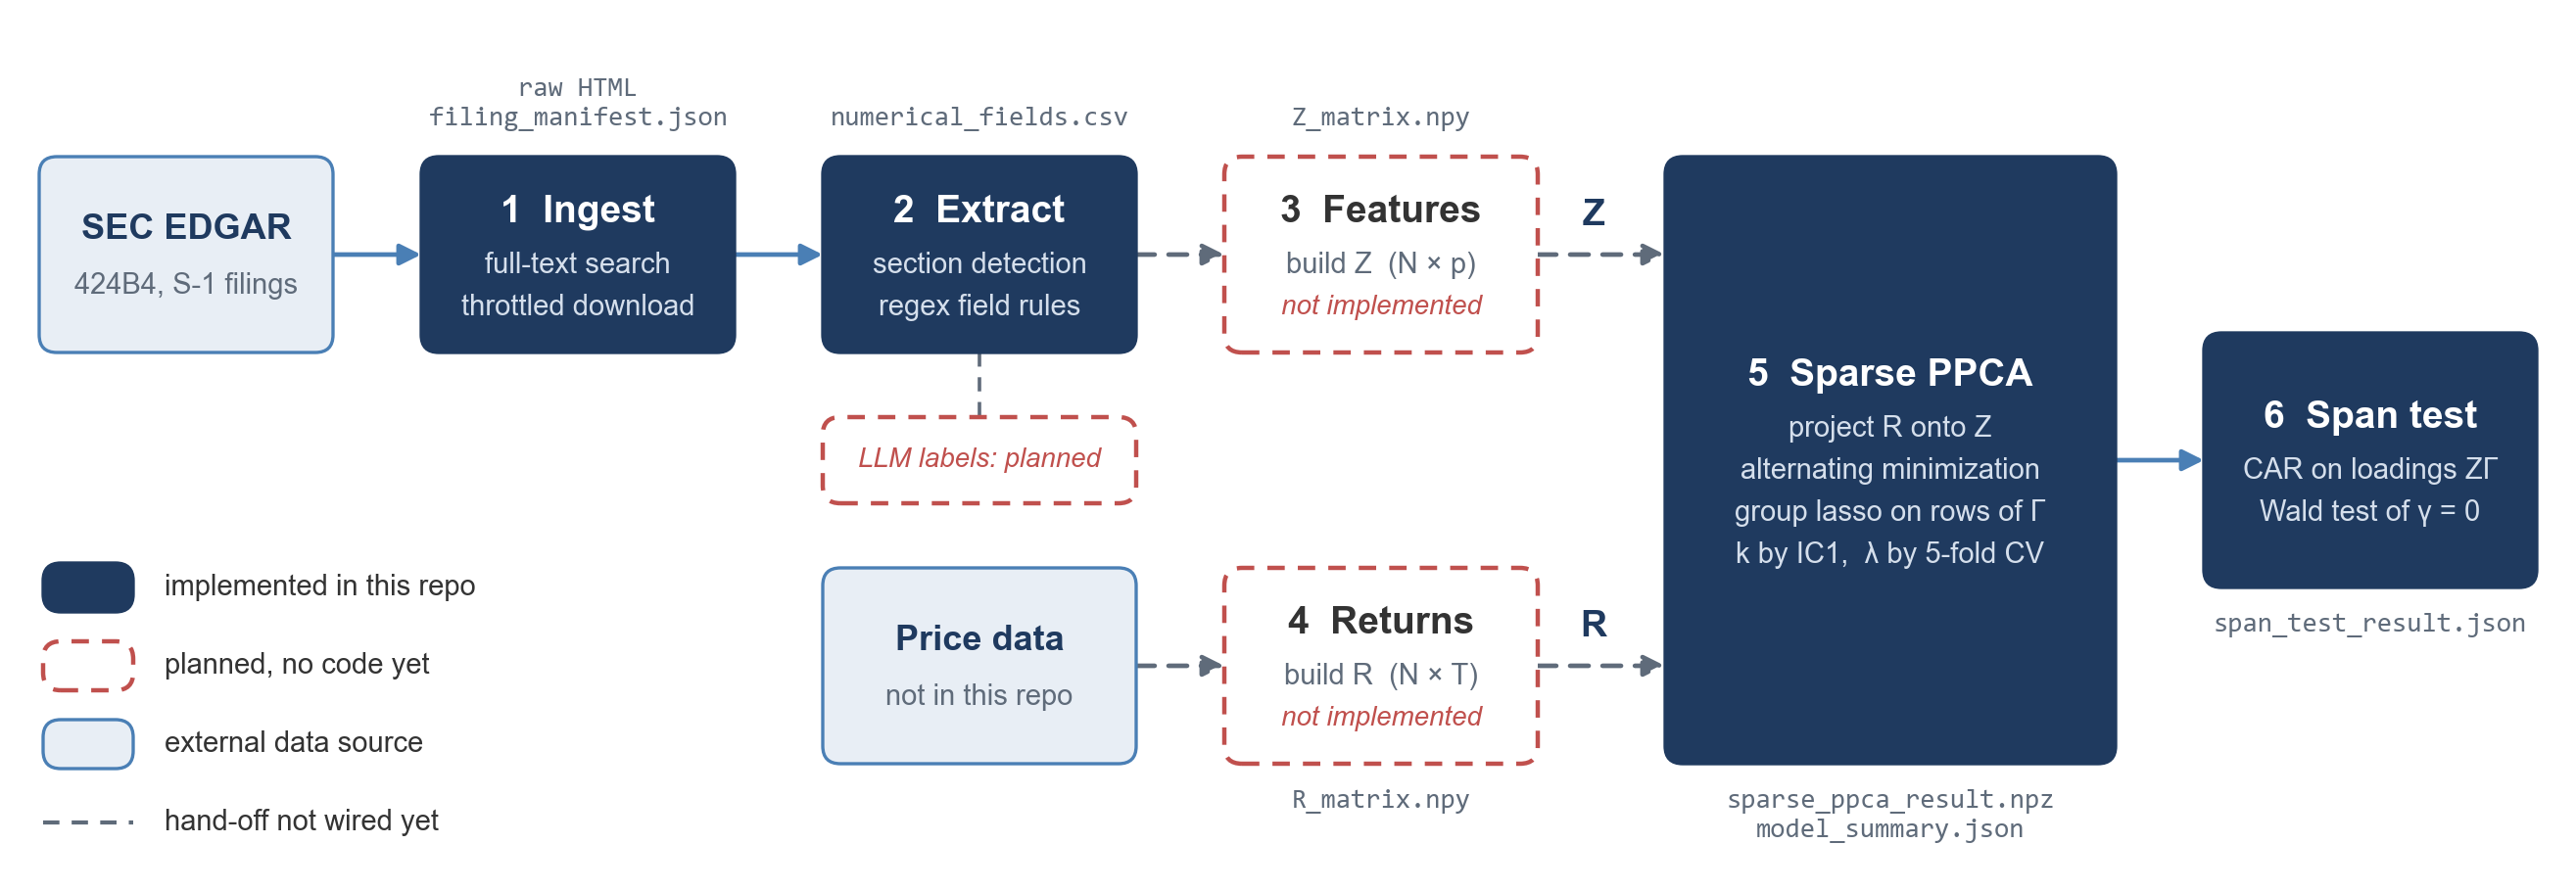 raw HTML
filing_manifest.json
numerical_fields.csv
Z_matrix.npy
SEC EDGAR
424B4, S-1 filings
1 Ingest
full-text search
throttled download
2 Extract
section detection
regex field rules
3 Features
build Z (N × p)
not implemented
Z
LLM labels: planned
5 Sparse PPCA
project R onto Z
alternating minimization
group lasso on rows of Γ
k by IC1, λ by 5-fold CV
6 Span test
CAR on loadings ZΓ
Wald test of γ = 0
span_test_result.json
Price data
not in this repo
4 Returns
build R (N × T)
not implemented
R
R_matrix.npy
sparse_ppca_result.npz
model_summary.json
implemented in this repo
planned, no code yet
external data source
hand-off not wired yet